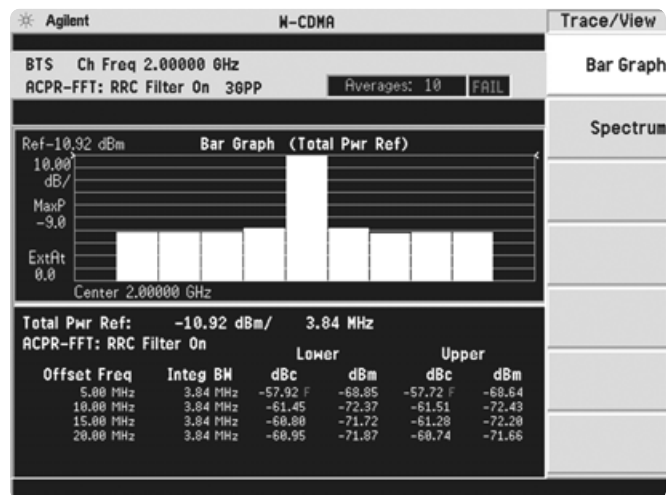 Agilent W-CDMA Trace/View
BTS Ch Freq 2.00000 GHz
ACPR-FFT: RRC Filter On 3GPP Averages: 10 FAIL
Bar Graph
Spectrum
Ref-10.92 dBm Bar Graph (Total Pwr Ref)
10.00
dB/
MaxP
-9.0
ExtAt
0.0
Center 2.00000 GHz
Total Pwr Ref: -10.92 dBm/ 3.84 MHz
ACPR-FFT: RRC Filter On
Lower Upper
Offset Freq Integ BW dBc dBm dBc dBm
5.00 MHz 3.84 MHz -57.92 F -68.85 -57.72 F -68.64
10.00 MHz 3.84 MHz -61.45 -72.37 -61.51 -72.43
15.00 MHz 3.84 MHz -60.80 -71.72 -61.28 -72.20
20.00 MHz 3.84 MHz -60.95 -71.87 -60.74 -71.66